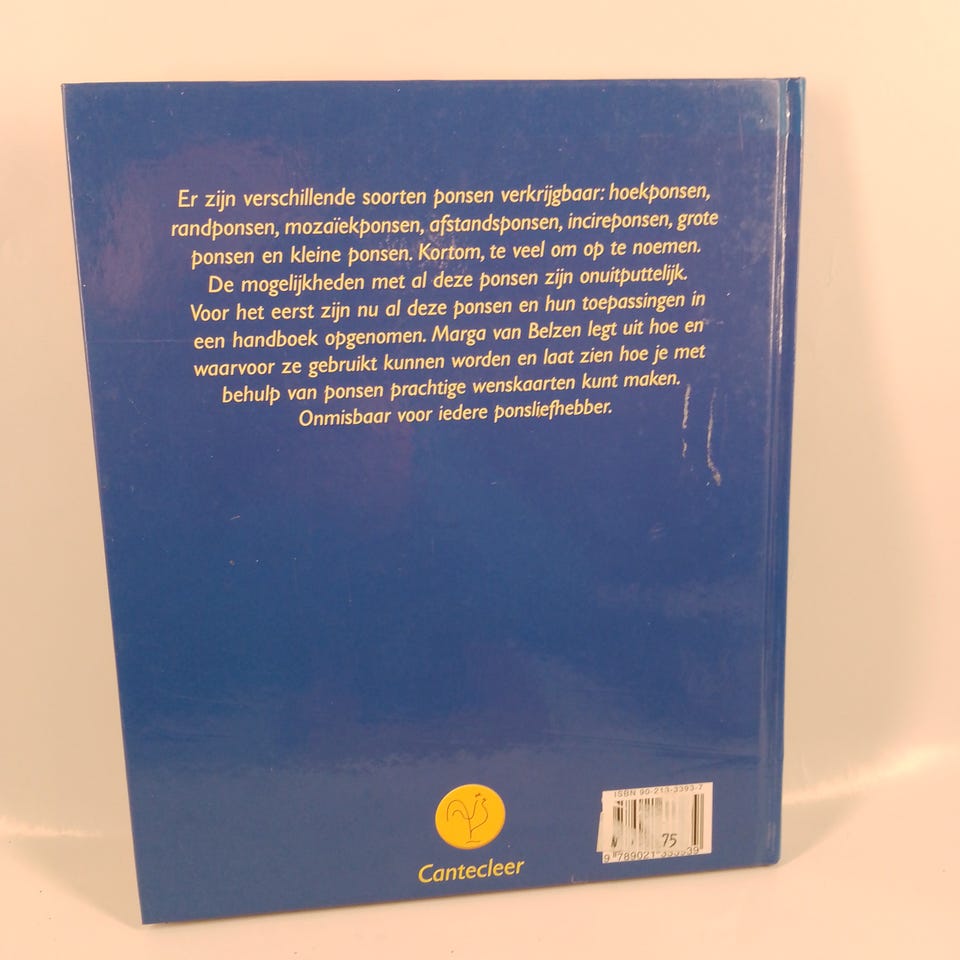 Er zijn verschillende soorten ponsen verkrijgbaar: hoekponsen,
randponsen, mozaïekponsen, afstandsponsen, incireponsen, grote
ponsen en kleine ponsen. Kortom, te veel om op te noemen.
De mogelijkheden met al deze ponsen zijn onuitputtelijk.
Voor het eerst zijn nu al deze ponsen en hun toepassingen in
een handboek opgenomen. Marga van Belzen legt uit hoe en
waarvoor ze gebruikt kunnen worden en laat zien hoe je met
behulp van ponsen prachtige wenskaarten kunt maken.
Onmisbaar voor iedere ponsliefhebber.
ISBN 90-213-3393-7
75
Cantecleer